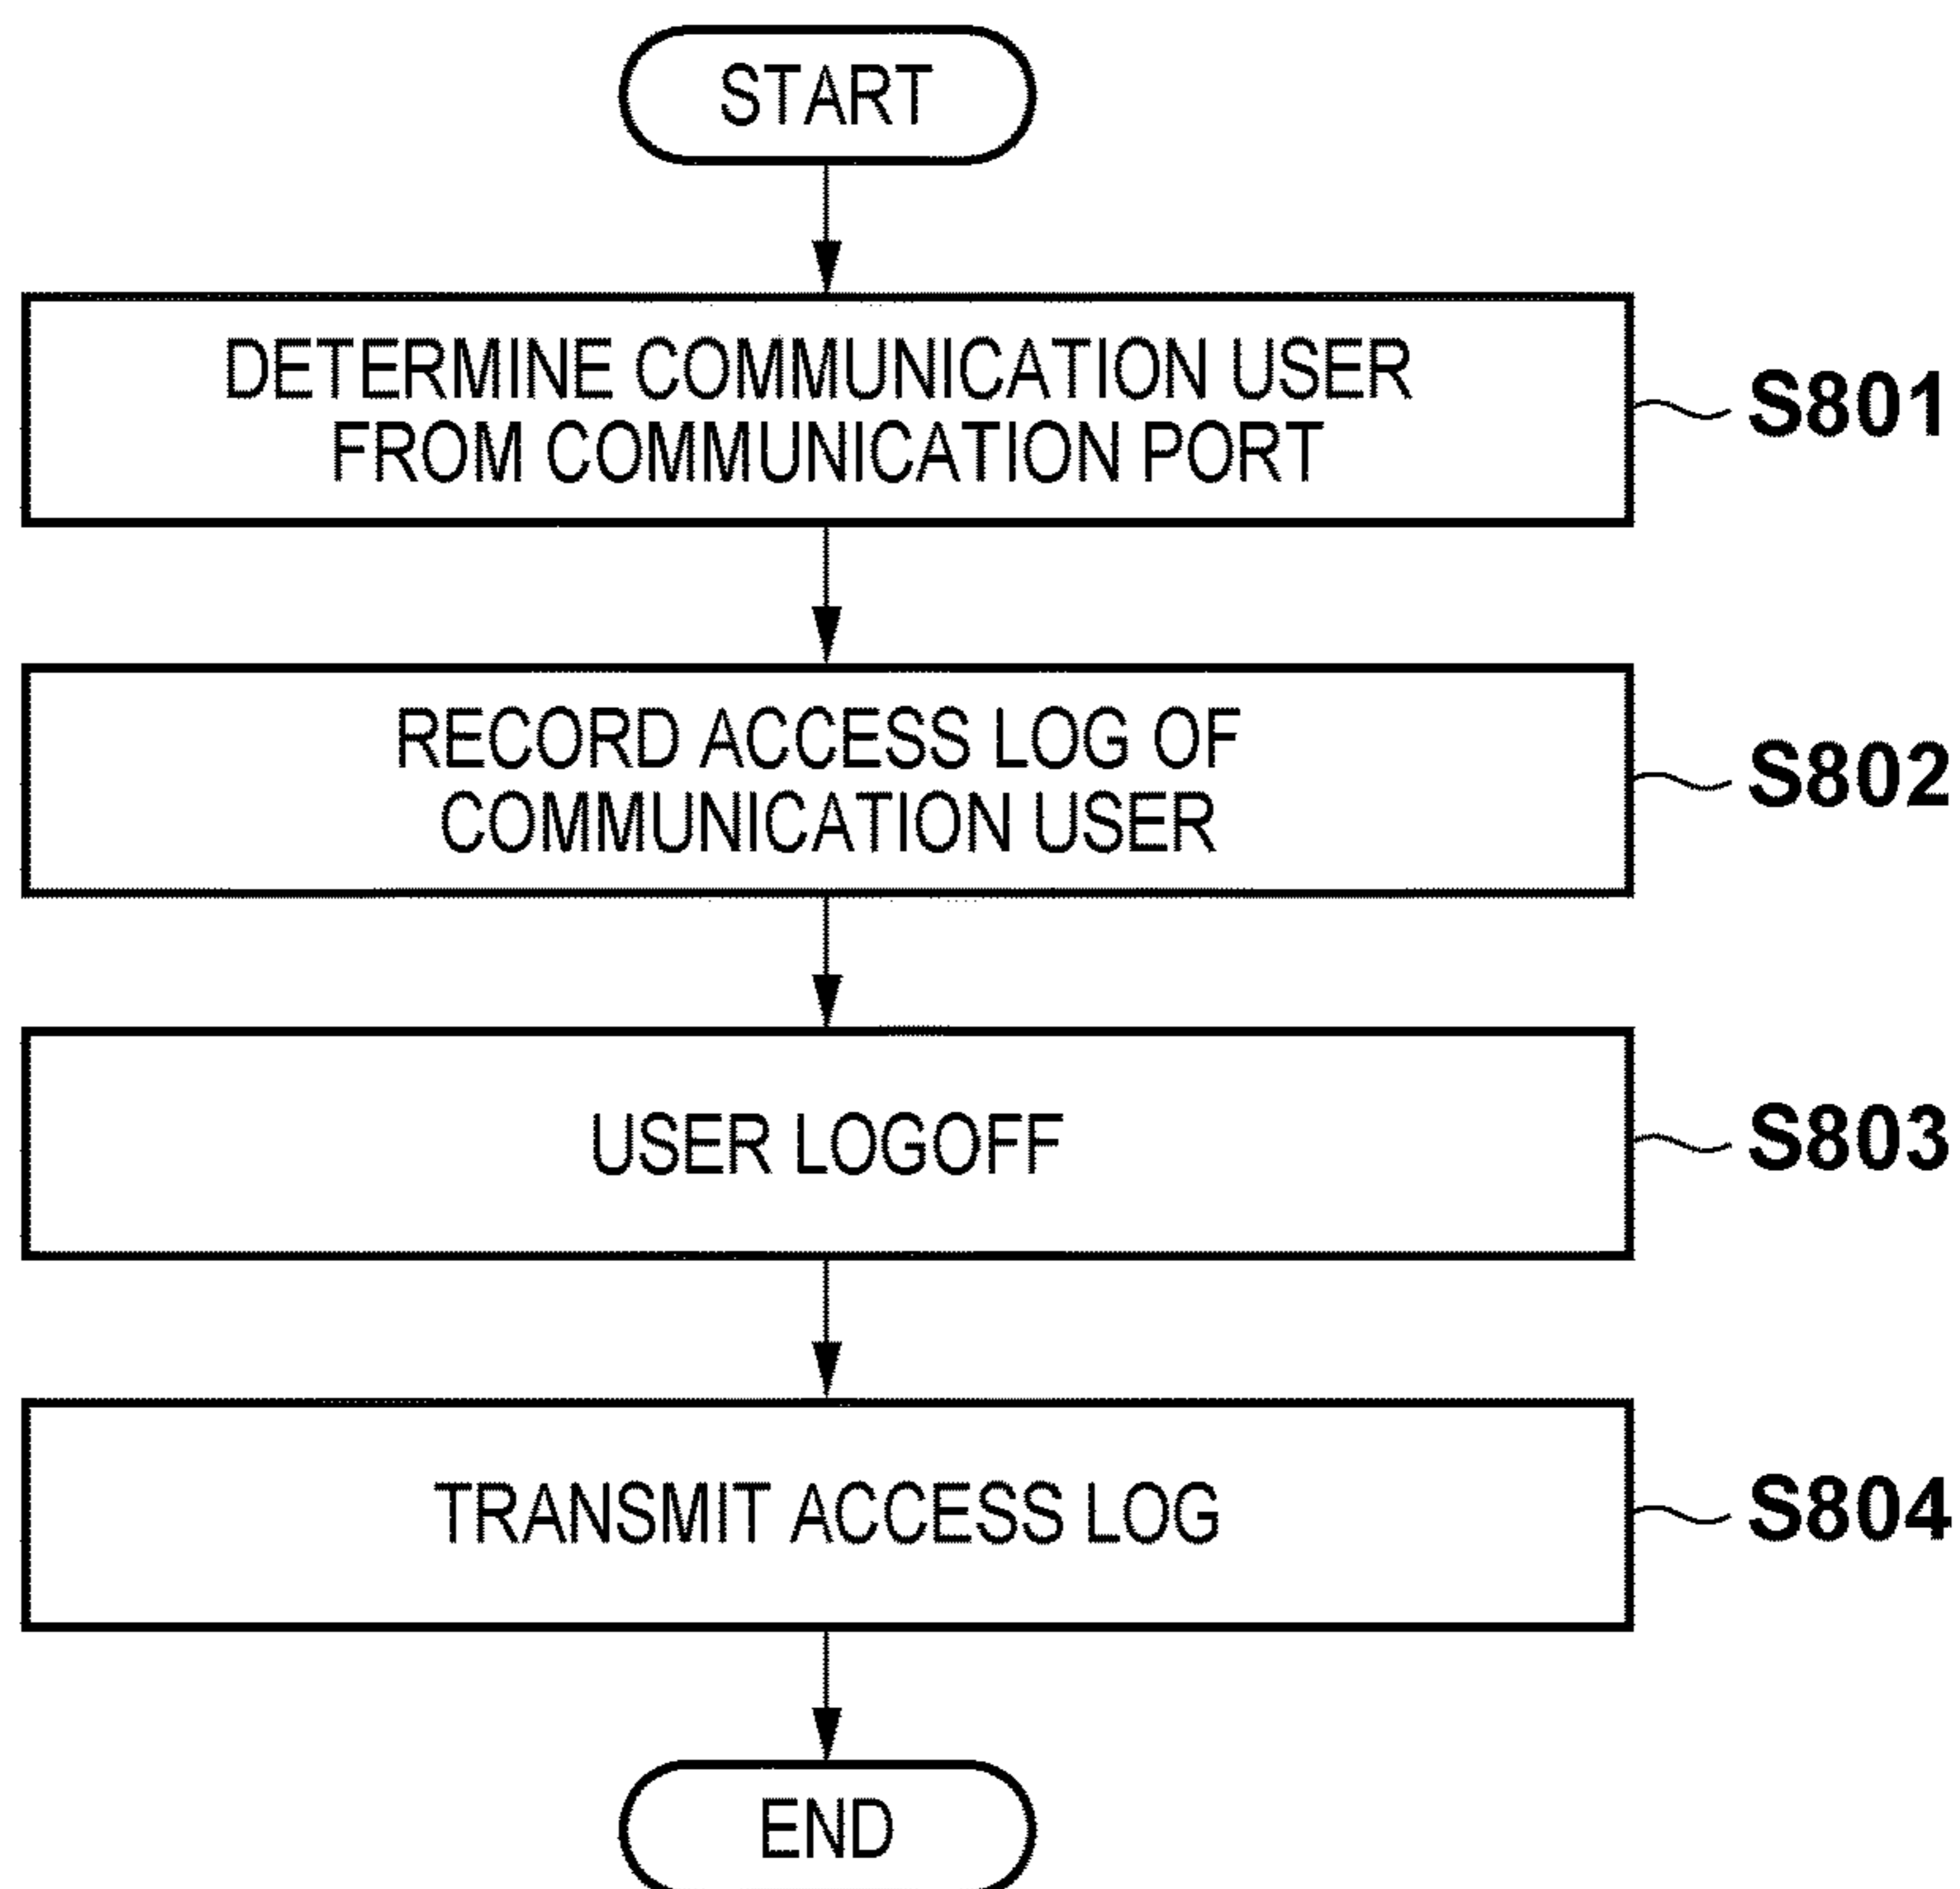 START
DETERMINE COMMUNICATION USER
FROM COMMUNICATION PORT
S801
RECORD ACCESS LOG OF
COMMUNICATION USER
S802
USER LOGOFF
S803
TRANSMIT ACCESS LOG
S804
END